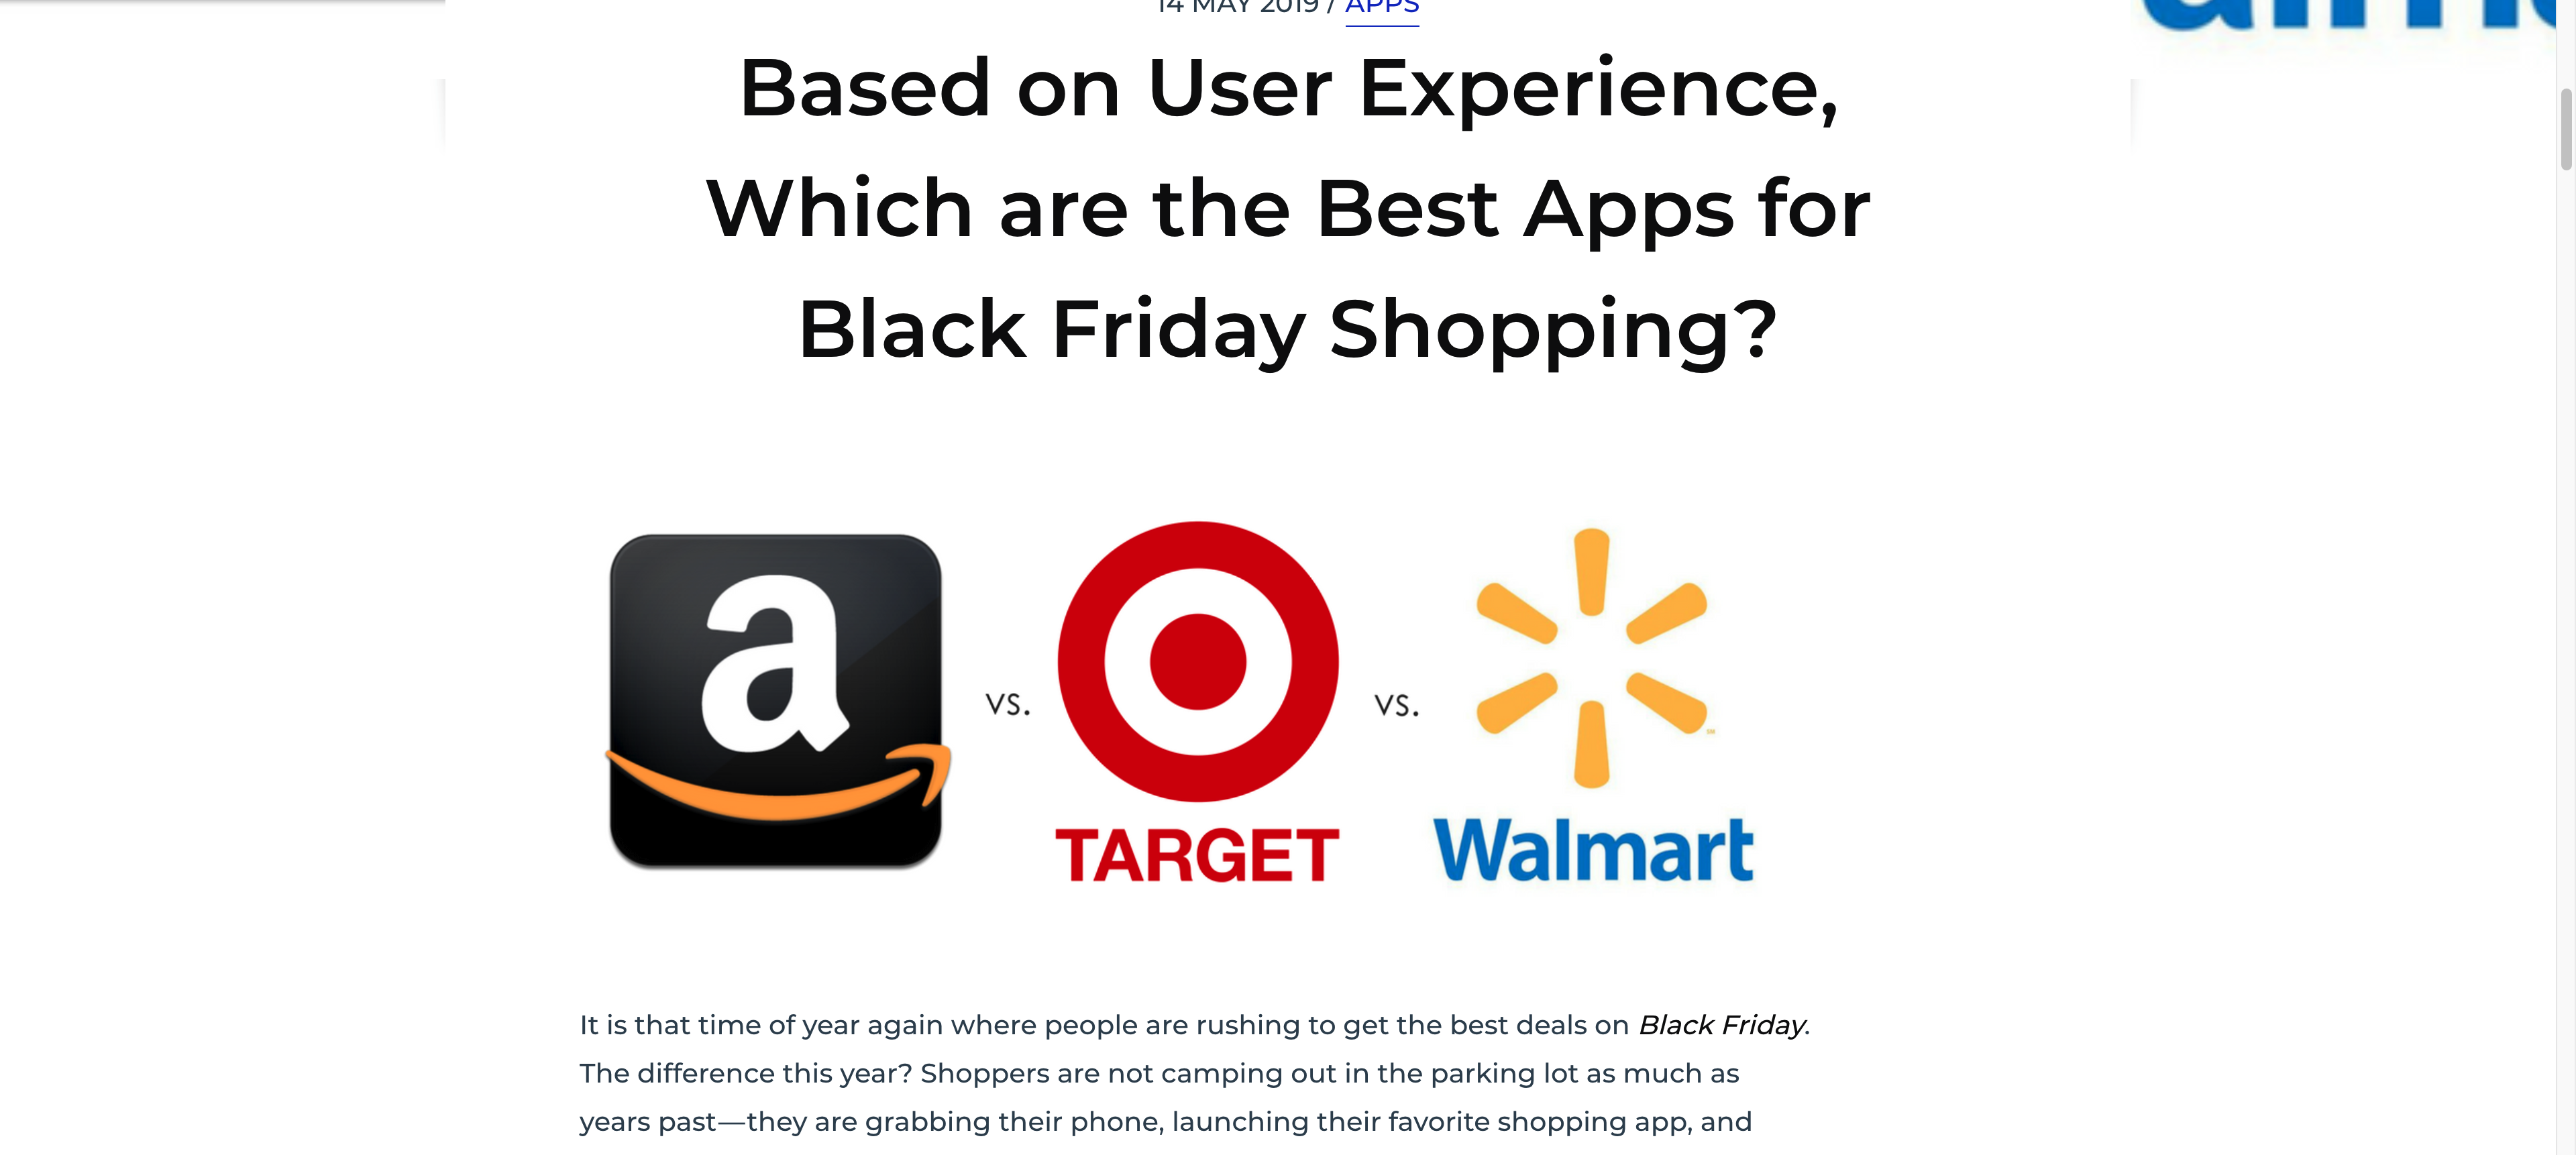 14 MAY 2019 / APPS
Based on User Experience,
Which are the Best Apps for
Black Friday Shopping?
a
vs.
TARGET
vs.
Walmart
It is that time of year again where people are rushing to get the best deals on Black Friday.
The difference this year? Shoppers are not camping out in the parking lot as much as
years past—they are grabbing their phone, launching their favorite shopping app, and